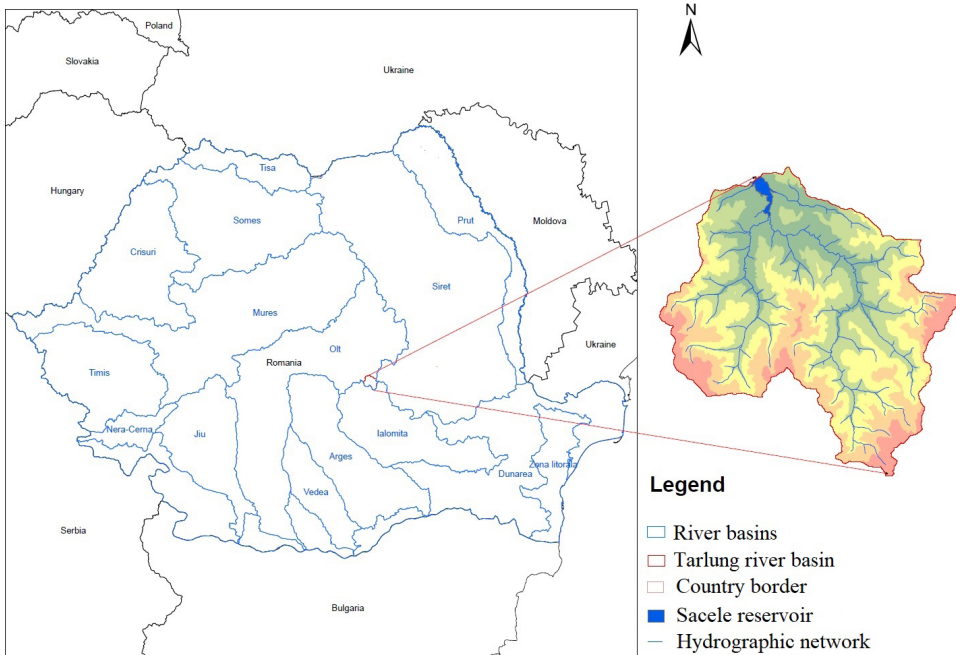 Poland
N
Slovakia
Ukraine
Tisa
Hungary
Somes
Prut
Moldova
Crisuri
Siret
Mures
Olt
Ukraine
Romania
Timis
Nera-Cerna
Jiu
Ialomita
Arges
Zona litorala
Dunarea
Vedea
Serbia
Bulgaria
Legend
River basins
Tarlung river basin
Country border
Sacele reservoir
Hydrographic network